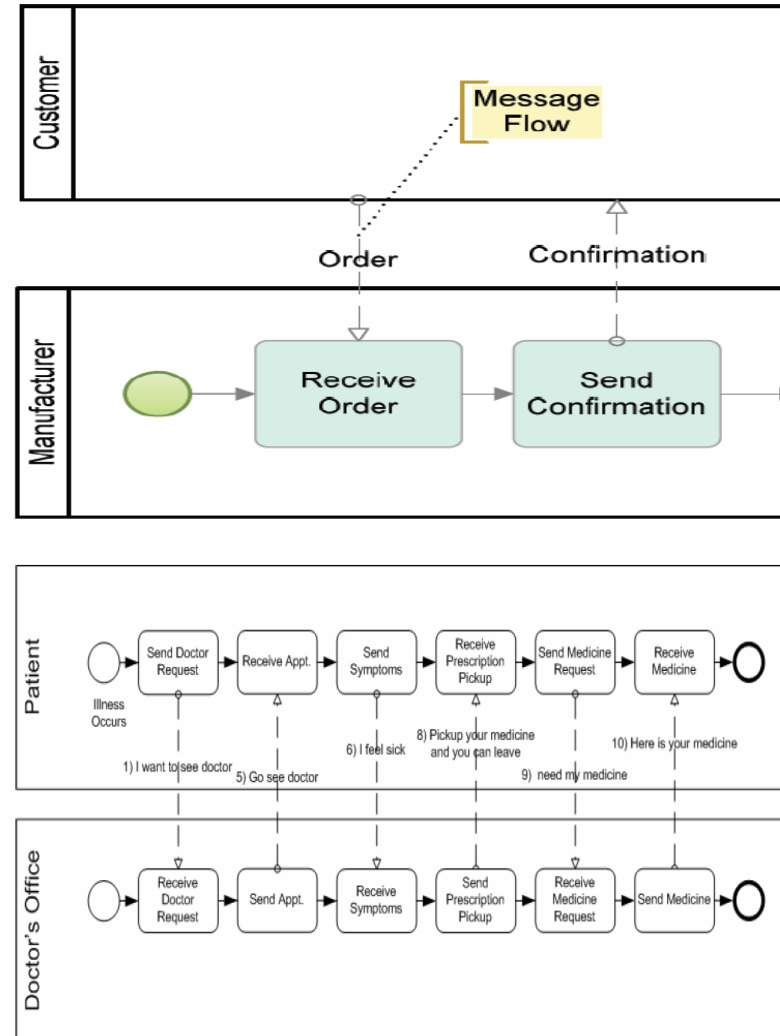 Customer
Message
Flow
Order
Confirmation
Manufacturer
Receive
Order
Send
Confirmation
Patient
Illness
Occurs
Send Doctor
Request
Receive Appt.
Send
Symptoms
Receive
Prescription
Pickup
Send Medicine
Request
Receive
Medicine
1) I want to see doctor
5) Go see doctor
6) I feel sick
8) Pickup your medicine
and you can leave
9) need my medicine
10) Here is your medicine
Doctor's Office
Receive
Doctor
Request
Send Appt.
Receive
Symptoms
Send
Prescription
Pickup
Receive
Medicine
Request
Send Medicine